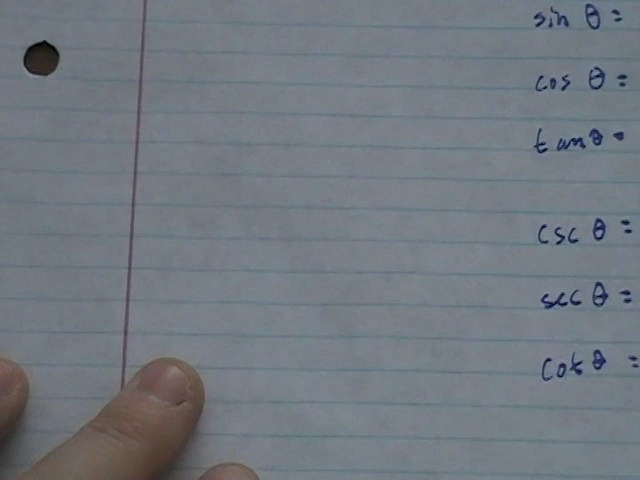 sin θ =
cos θ =
tan θ =
csc θ =
sec θ =
cot θ =